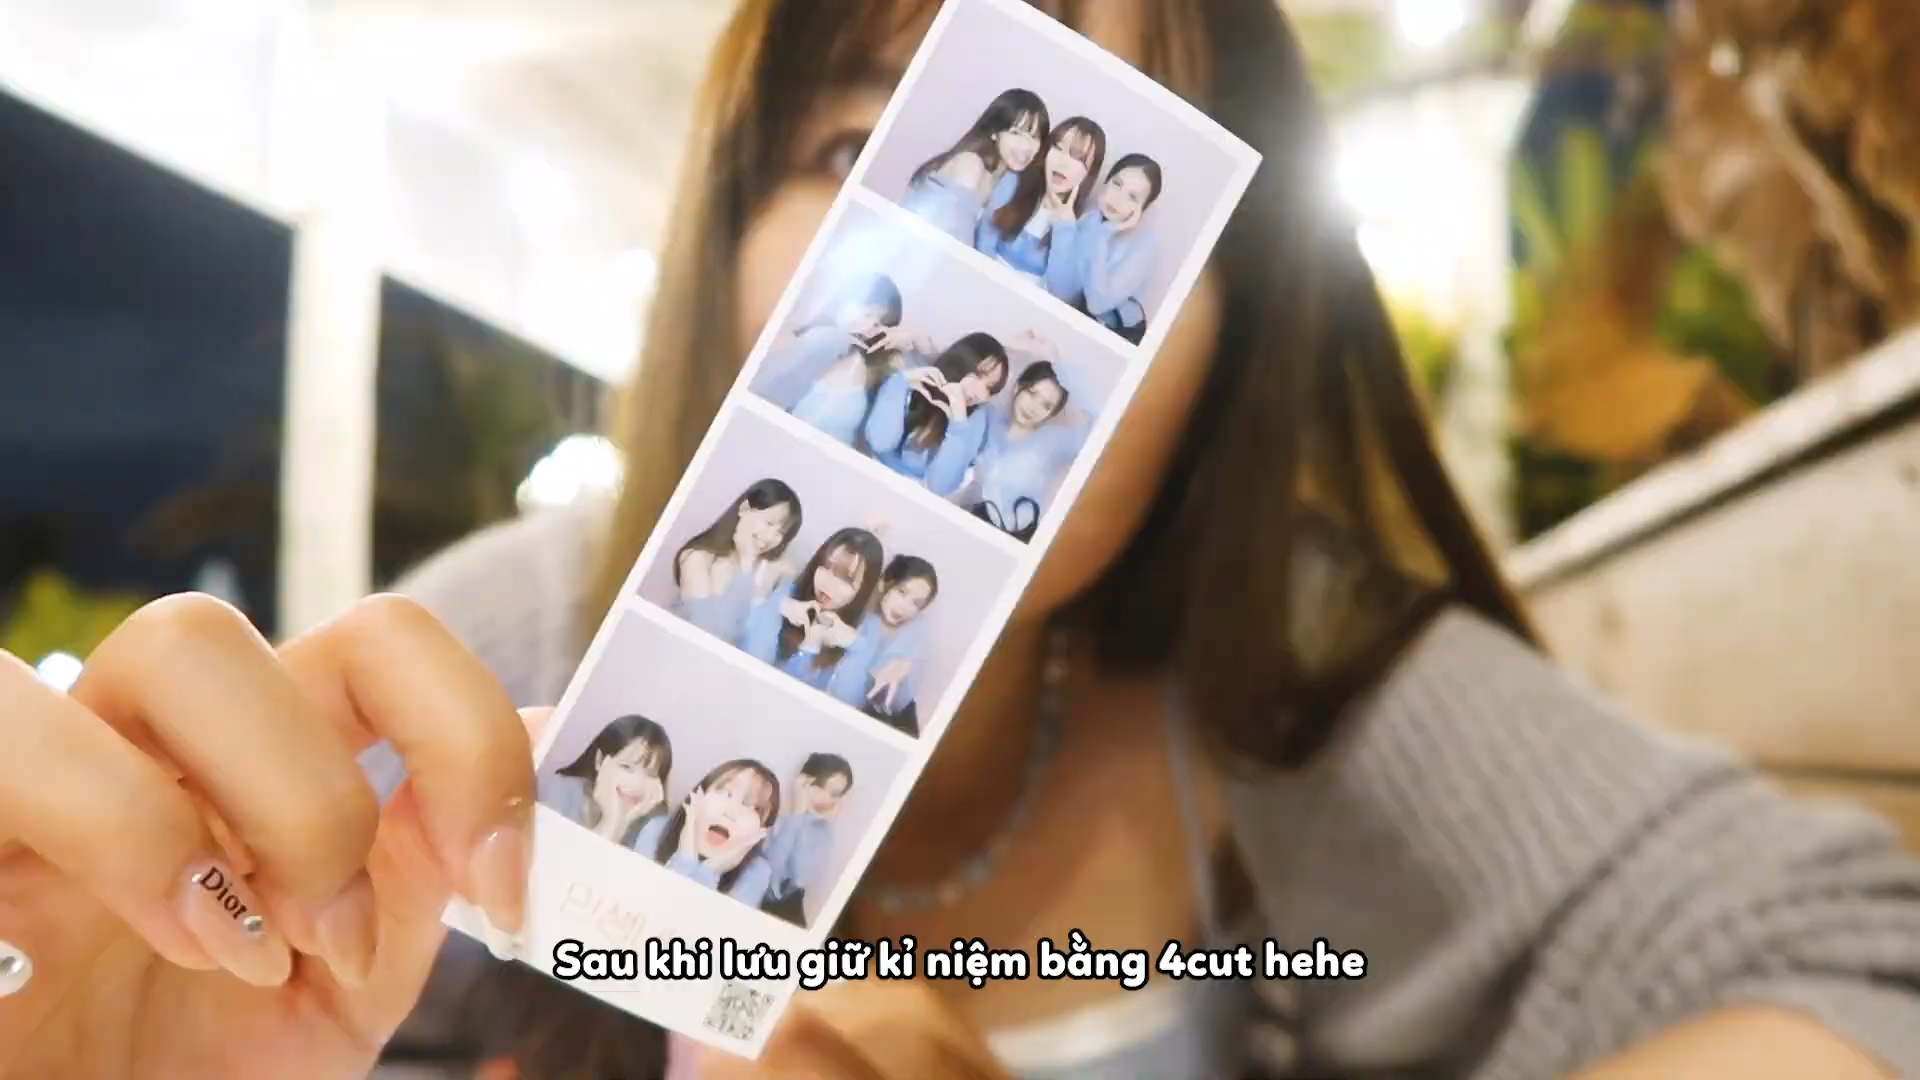 Dior
Sau khi lưu giữ kỉ niệm bằng 4cut hehe